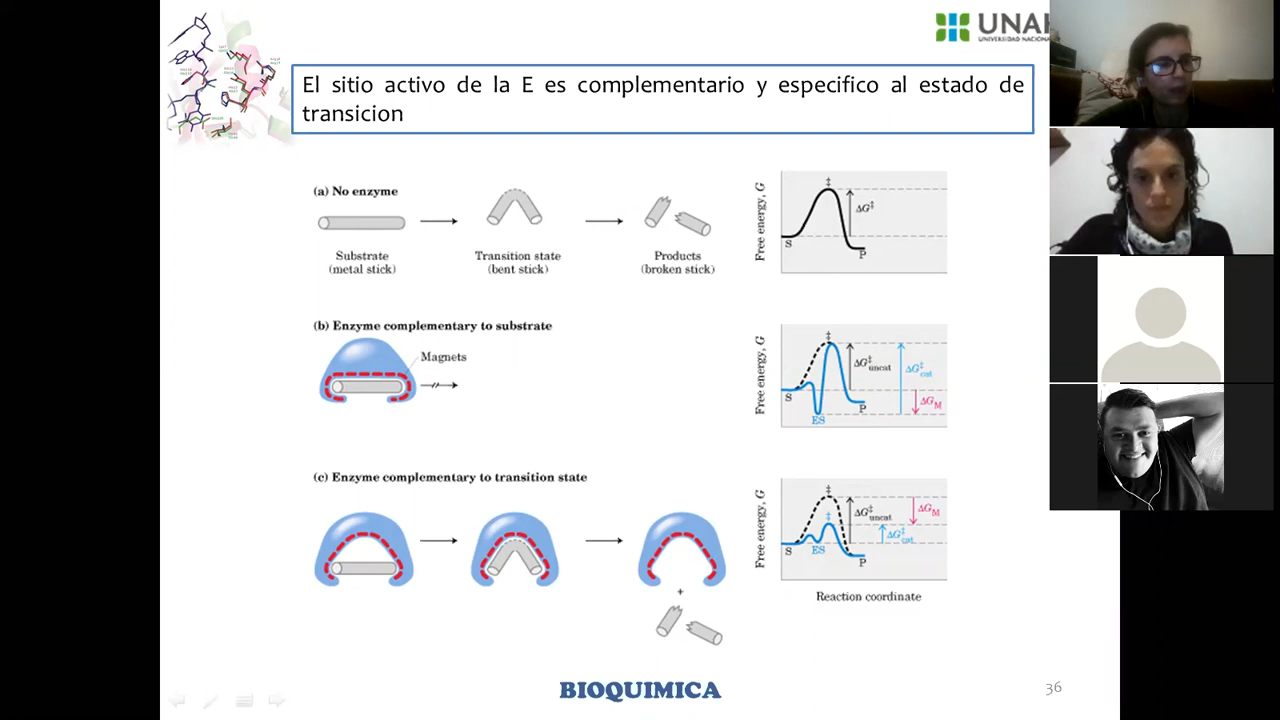 UNA
UNIVERSIDAD NACIONAL
El sitio activo de la E es complementario y especifico al estado de
transicion
(a) No enzyme
Substrate
(metal stick)
Transition state
(bent stick)
Products
(broken stick)
Free energy, G
‡
ΔG‡
S
P
(b) Enzyme complementary to substrate
Magnets
Free energy, G
‡
ΔG‡uncat
ΔG‡cat
ΔGM
S
ES
P
(c) Enzyme complementary to transition state
+
Free energy, G
‡
‡
ΔG‡uncat
ΔGM
ΔG‡cat
S
ES
P
Reaction coordinate
BIOQUIMICA
36